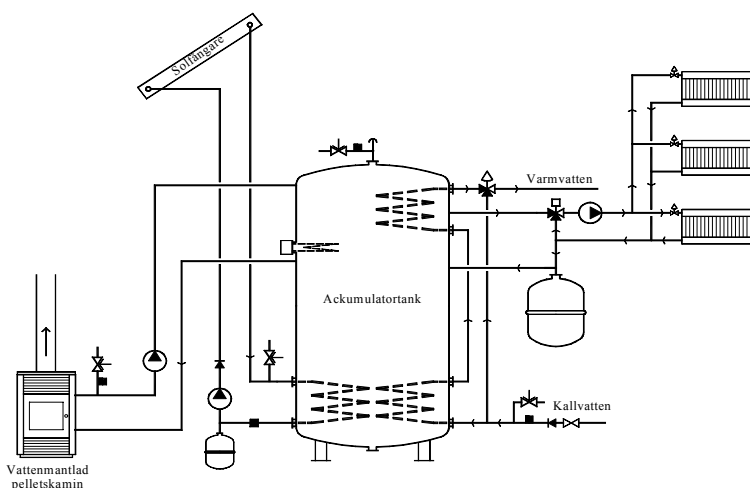 Solfångare
Varmvatten
Ackumulatortank
Kallvatten
Vattenmantlad
pelletskamin